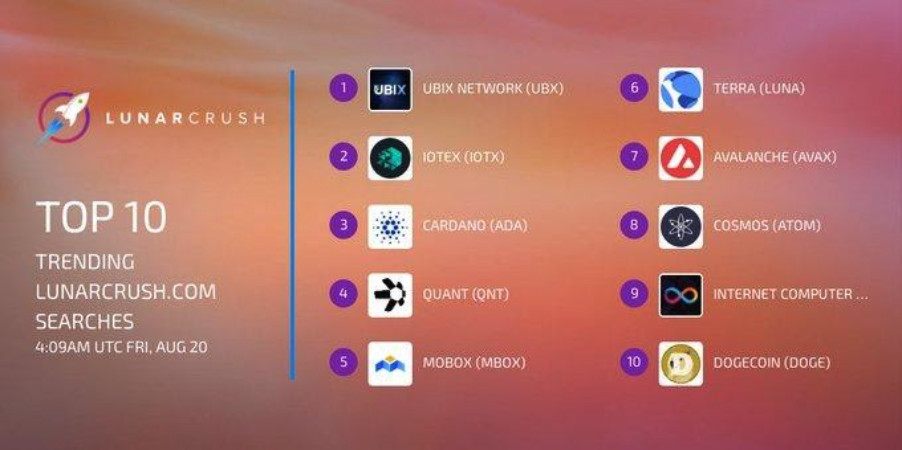 LUNARCRUSH
TOP 10
TRENDING
LUNARCRUSH.COM
SEARCHES
4:09AM UTC FRI, AUG 20
1 UBIX UBIX NETWORK (UBX)
2 IOTEX (IOTX)
3 CARDANO (ADA)
4 QUANT (QNT)
5 MOBOX (MBOX)
6 TERRA (LUNA)
7 AVALANCHE (AVAX)
8 COSMOS (ATOM)
9 INTERNET COMPUTER ...
10 DOGECOIN (DOGE)